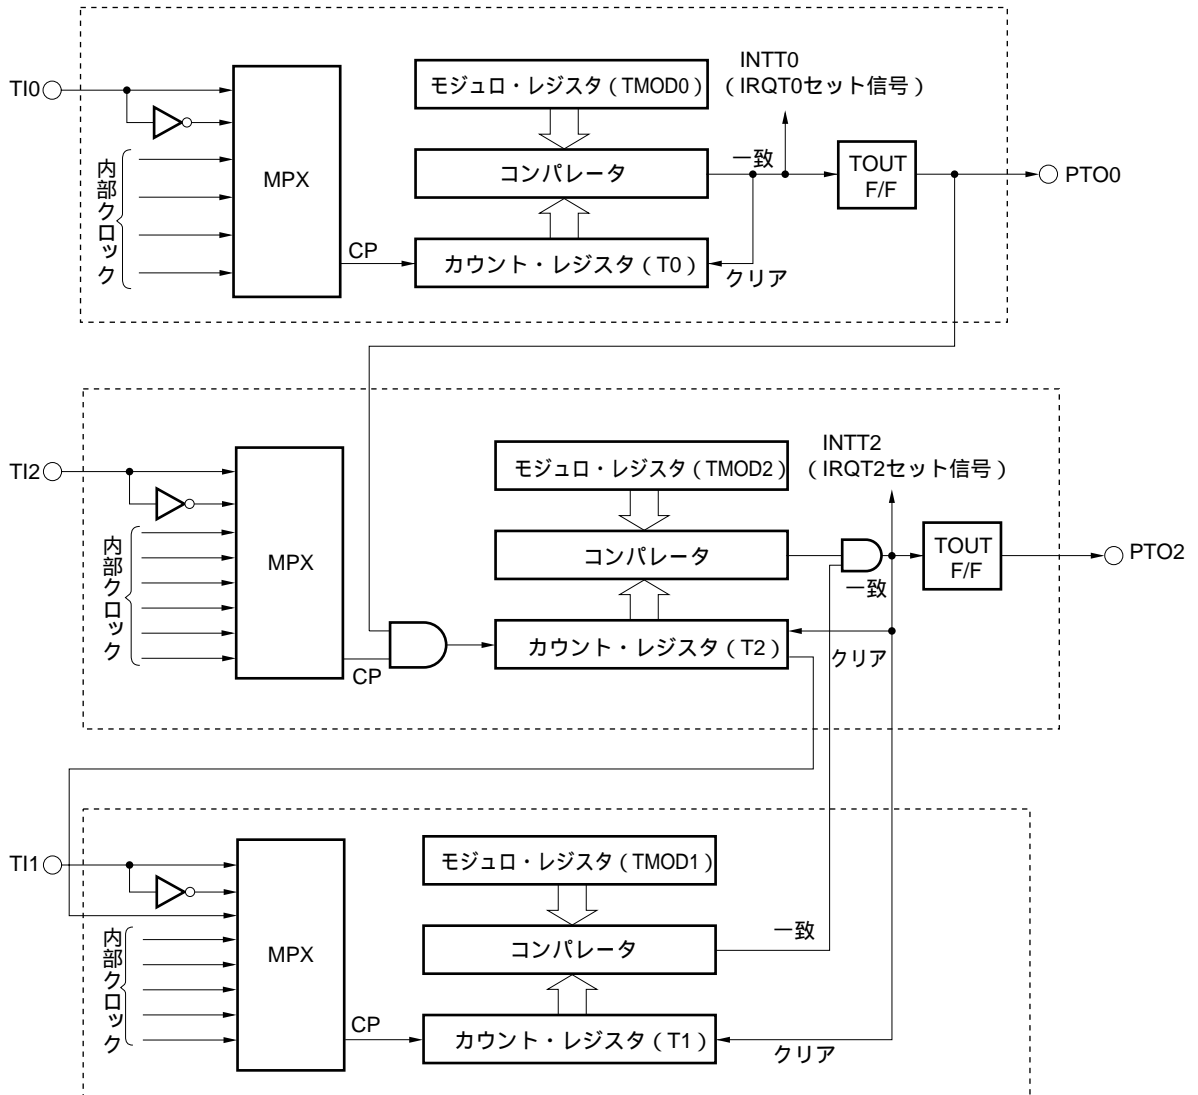 TI0
内部クロック
MPX
CP
モジュロ・レジスタ（TMOD0）
コンパレータ
カウント・レジスタ（T0）
一致
クリア
INTT0
（IRQT0セット信号）
TOUT
F/F
PTO0
TI2
内部クロック
MPX
CP
モジュロ・レジスタ（TMOD2）
コンパレータ
カウント・レジスタ（T2）
一致
クリア
INTT2
（IRQT2セット信号）
TOUT
F/F
PTO2
TI1
内部クロック
MPX
CP
モジュロ・レジスタ（TMOD1）
コンパレータ
カウント・レジスタ（T1）
一致
クリア